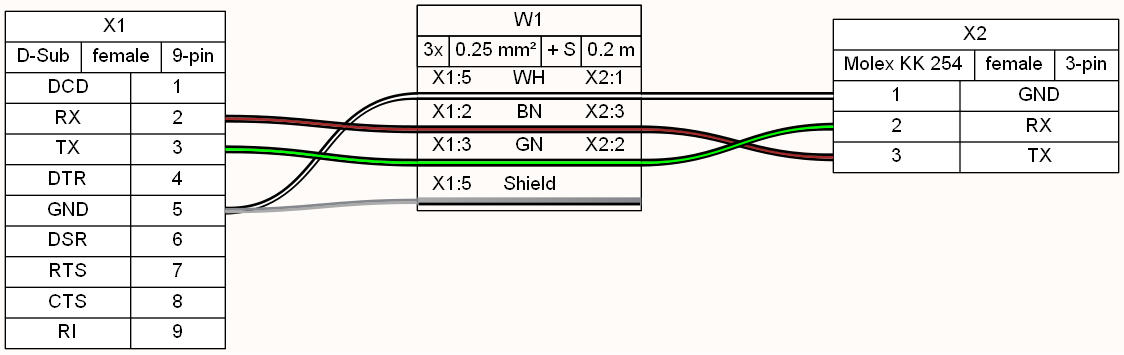 X1
D-Sub female 9-pin
DCD 1
RX 2
TX 3
DTR 4
GND 5
DSR 6
RTS 7
CTS 8
RI 9
W1
3x 0.25 mm² + S 0.2 m
X1:5 WH X2:1
X1:2 BN X2:3
X1:3 GN X2:2
X1:5 Shield
X2
Molex KK 254 female 3-pin
1 GND
2 RX
3 TX